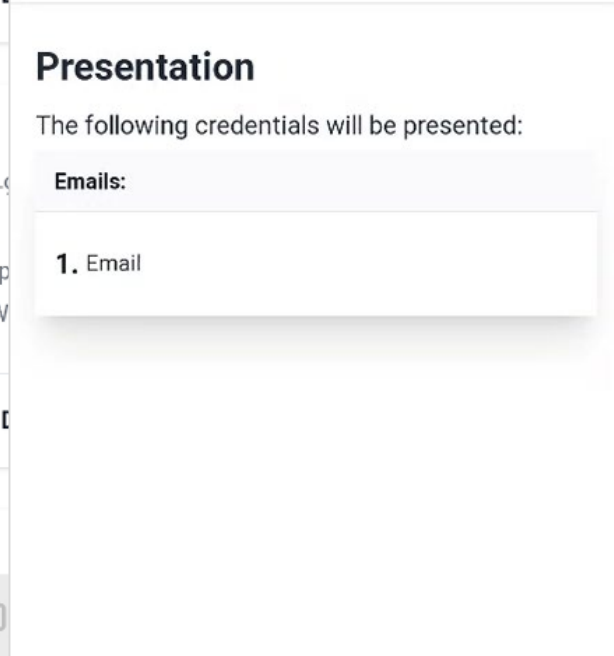 Presentation
The following credentials will be presented:
Emails:
1. Email